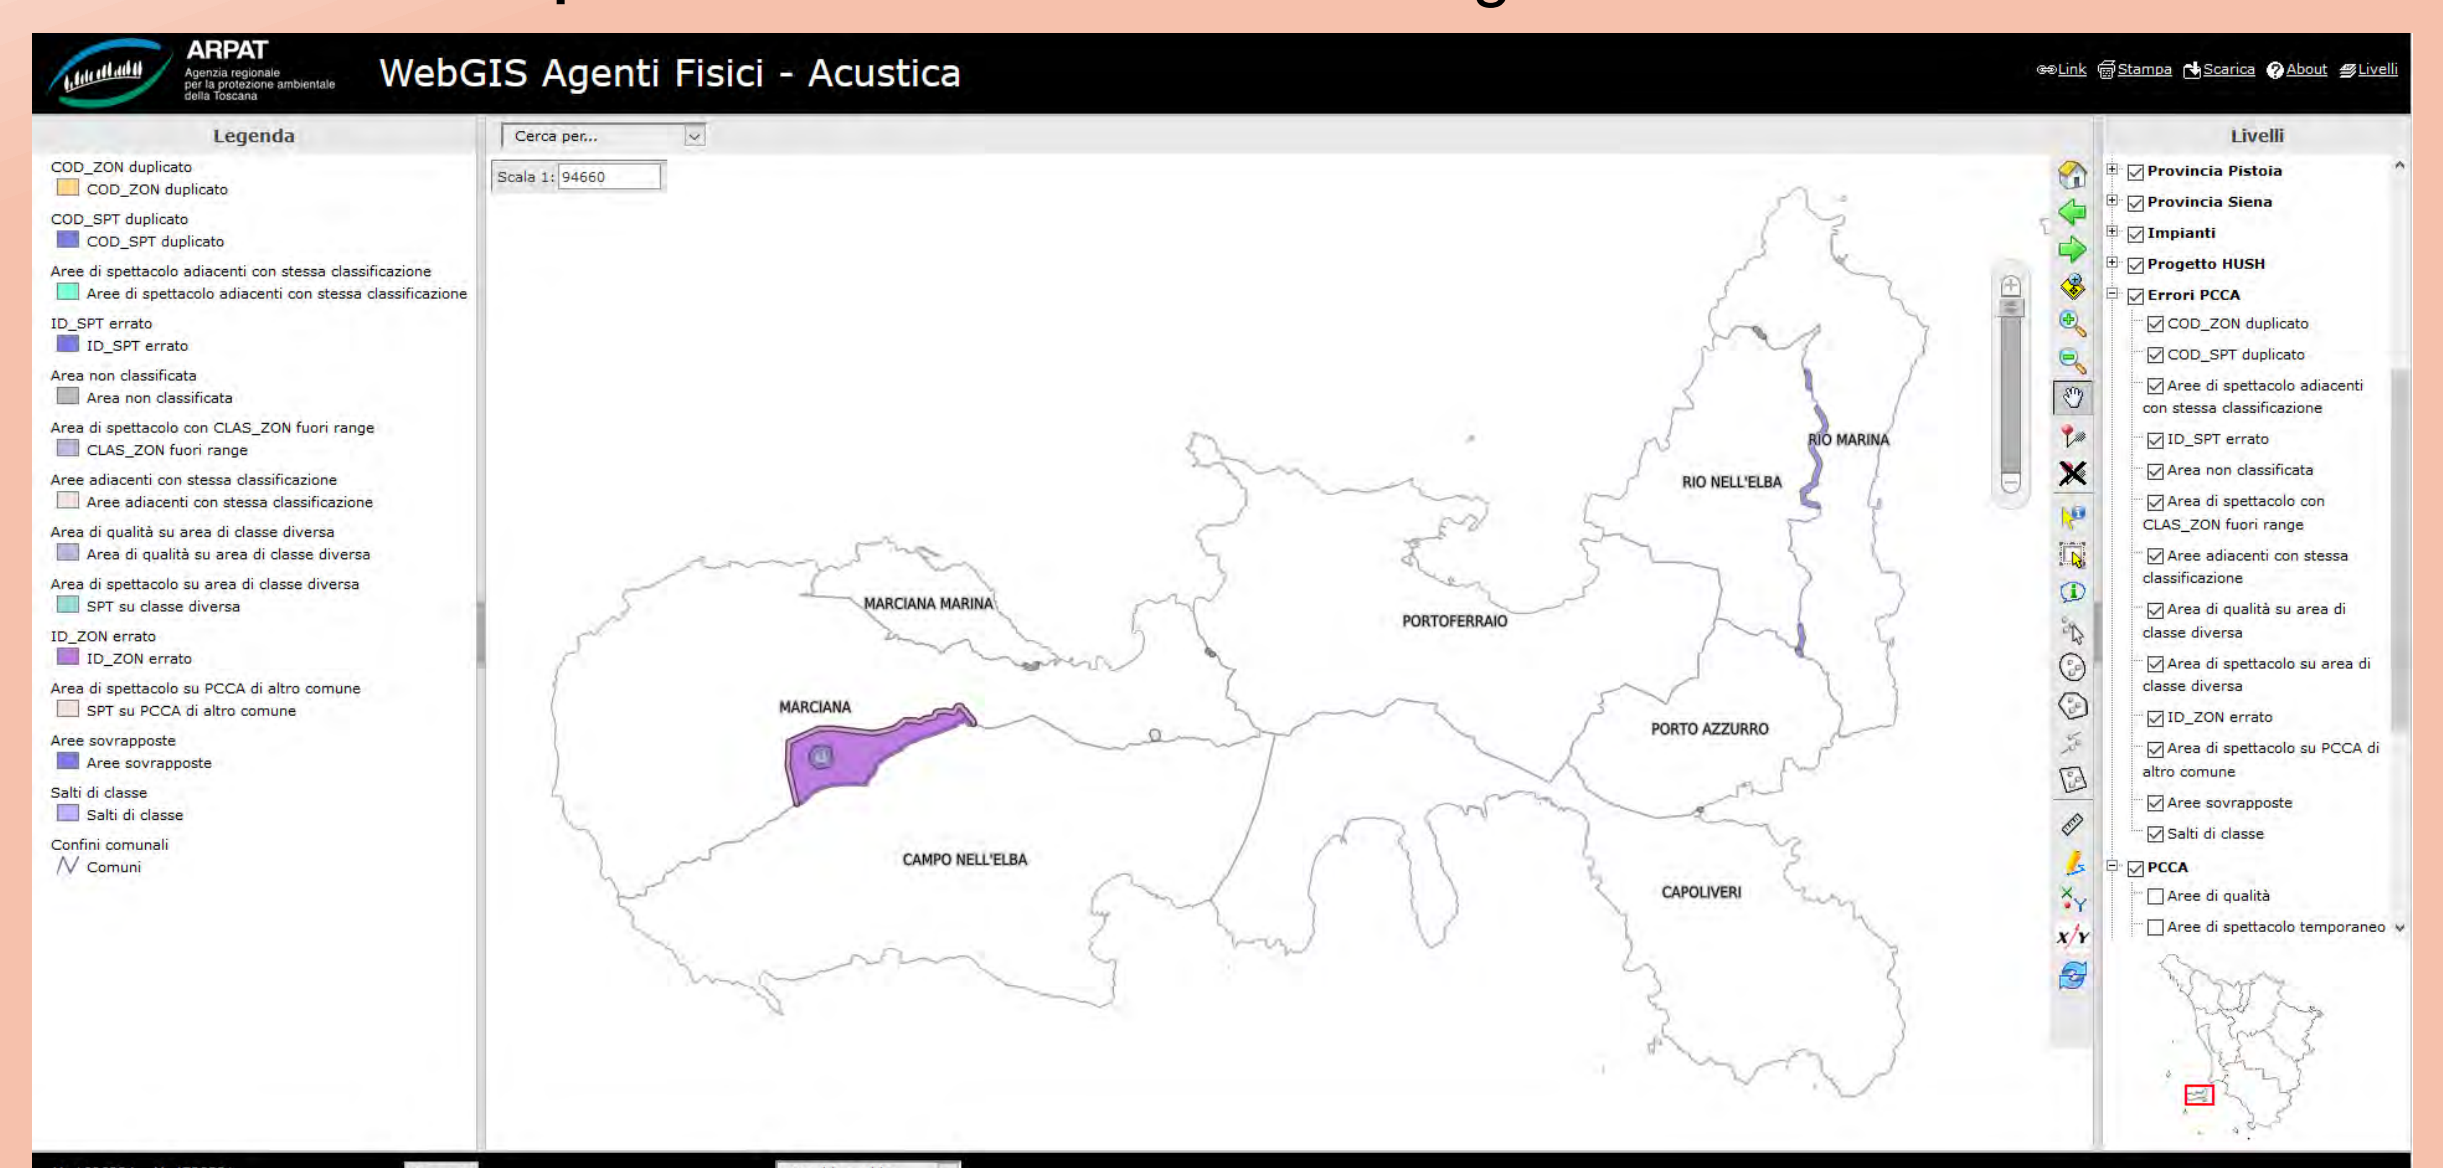 ARPAT
Agenzia regionale
per la protezione ambientale
della Toscana
WebGIS Agenti Fisici - Acustica
Link Stampa Scarica About Livelli
Legenda
COD_ZON duplicato
COD_ZON duplicato
COD_SPT duplicato
COD_SPT duplicato
Aree di spettacolo adiacenti con stessa classificazione
Aree di spettacolo adiacenti con stessa classificazione
ID_SPT errato
ID_SPT errato
Area non classificata
Area non classificata
Area di spettacolo con CLAS_ZON fuori range
CLAS_ZON fuori range
Aree adiacenti con stessa classificazione
Aree adiacenti con stessa classificazione
Area di qualità su area di classe diversa
Area di qualità su area di classe diversa
Area di spettacolo su area di classe diversa
SPT su classe diversa
ID_ZON errato
ID_ZON errato
Area di spettacolo su PCCA di altro comune
SPT su PCCA di altro comune
Aree sovrapposte
Aree sovrapposte
Salti di classe
Salti di classe
Confini comunali
Comuni
Cerca per...
Scala 1: 94660
RIO MARINA
RIO NELL'ELBA
MARCIANA MARINA
PORTOFERRAIO
MARCIANA
PORTO AZZURRO
CAMPO NELL'ELBA
CAPOLIVERI
X/Y
Livelli
Provincia Pistoia
Provincia Siena
Impianti
Progetto HUSH
Errori PCCA
COD_ZON duplicato
COD_SPT duplicato
Aree di spettacolo adiacenti
con stessa classificazione
ID_SPT errato
Area non classificata
Area di spettacolo con
CLAS_ZON fuori range
Aree adiacenti con stessa
classificazione
Area di qualità su area di
classe diversa
Area di spettacolo su area di
classe diversa
ID_ZON errato
Area di spettacolo su PCCA di
altro comune
Aree sovrapposte
Salti di classe
PCCA
Aree di qualità
Aree di spettacolo temporaneo